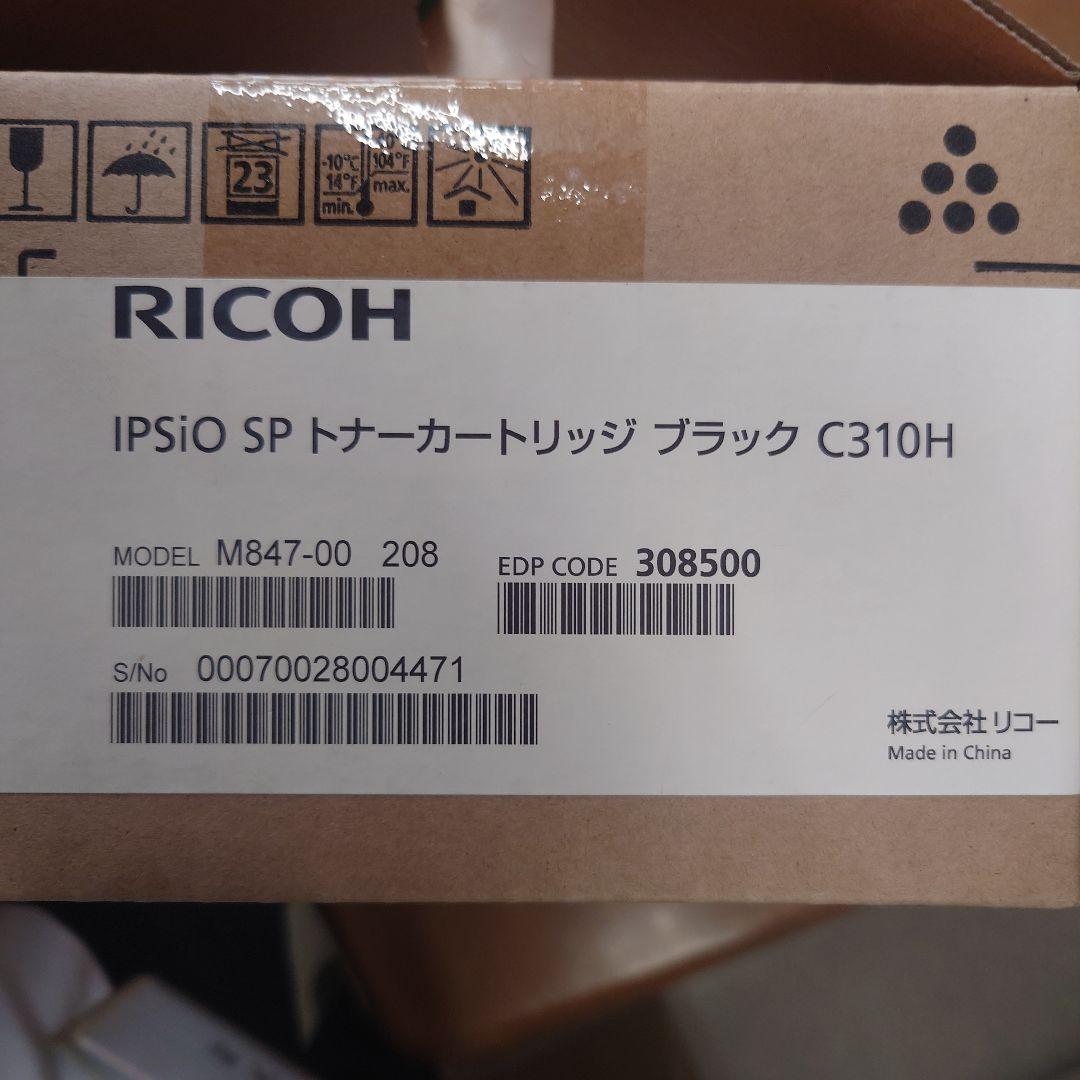 23
-10°C
14°F
min.
104°F
max.
RICOH
IPSiO SP トナーカートリッジ ブラック C310H
MODEL M847-00 208
EDP CODE 308500
S/No 00070028004471
株式会社リコー
Made in China